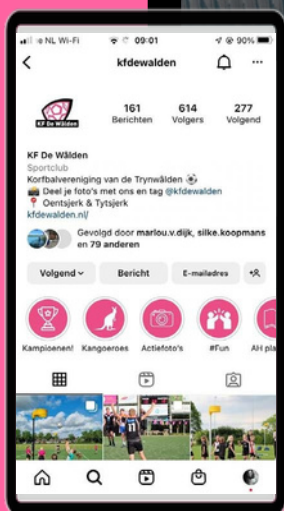 NL Wi-Fi 09:01 90%
kfdewalden
161 614 277
Berichten Volgers Volgend
KF De Wâlden
KF De Wâlden
Sportclub
Korfbalvereniging van de Trynwâlden
Deel je foto's met ons en tag @kfdewalden
Oentsjerk & Tytsjerk
kfdewalden.nl/
Gevolgd door marlou.v.dijk, silke.koopmans
en 79 anderen
Volgend Bericht E-mailadres
Kampioenen! Kangoeroes Actiefoto's #Fun AH pla
11